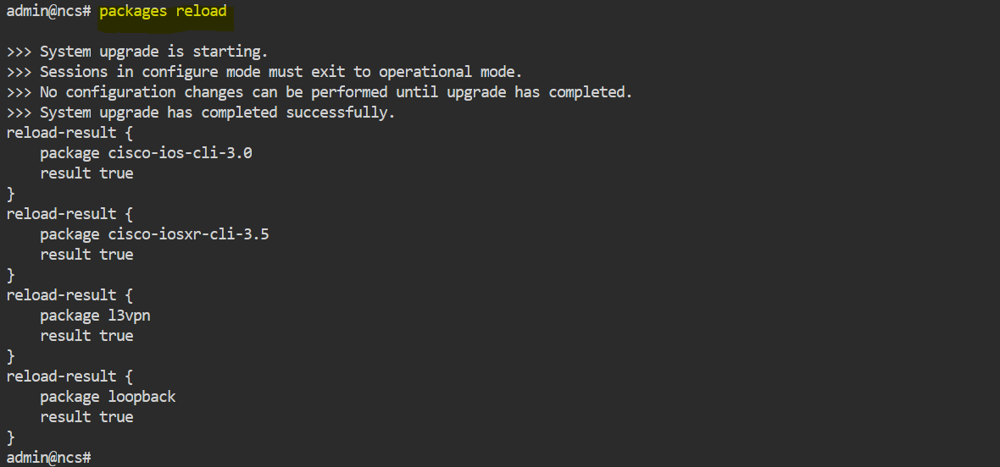 admin@ncs# packages reload
>>> System upgrade is starting.
>>> Sessions in configure mode must exit to operational mode.
>>> No configuration changes can be performed until upgrade has completed.
>>> System upgrade has completed successfully.
reload-result {
    package cisco-ios-cli-3.0
    result true
}
reload-result {
    package cisco-iosxr-cli-3.5
    result true
}
reload-result {
    package l3vpn
    result true
}
reload-result {
    package loopback
    result true
}
admin@ncs#